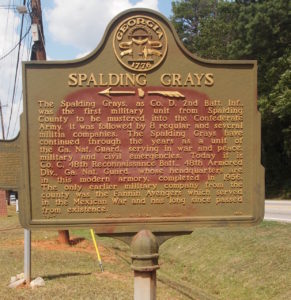 GEORGIA
1776
SPALDING GRAYS
The Spalding Grays, as Co. D, 2nd Batt. Inf.,
was the first military unit from Spalding
County to be mustered into the Confederate
Army. It was followed by 8 regular and several
militia companies. The Spalding Grays have
continued through the years as a unit of
the Ga. Nat. Guard, serving in war and peace,
military and civil emergencies. Today it is
Co. C, 48th Reconnaissance Batt., 48th Armored
Div., Ga. Nat. Guard, whose headquarters are
in this modern armory, completed in 1956.
The only earlier military company from the
county was the Fannin Avengers which served
in the Mexican War and has long since passed
from existence.